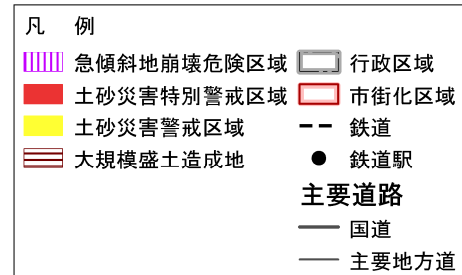 凡 例
急傾斜地崩壊危険区域
土砂災害特別警戒区域
土砂災害警戒区域
大規模盛土造成地
行政区域
市街化区域
鉄道
鉄道駅
主要道路
国道
主要地方道